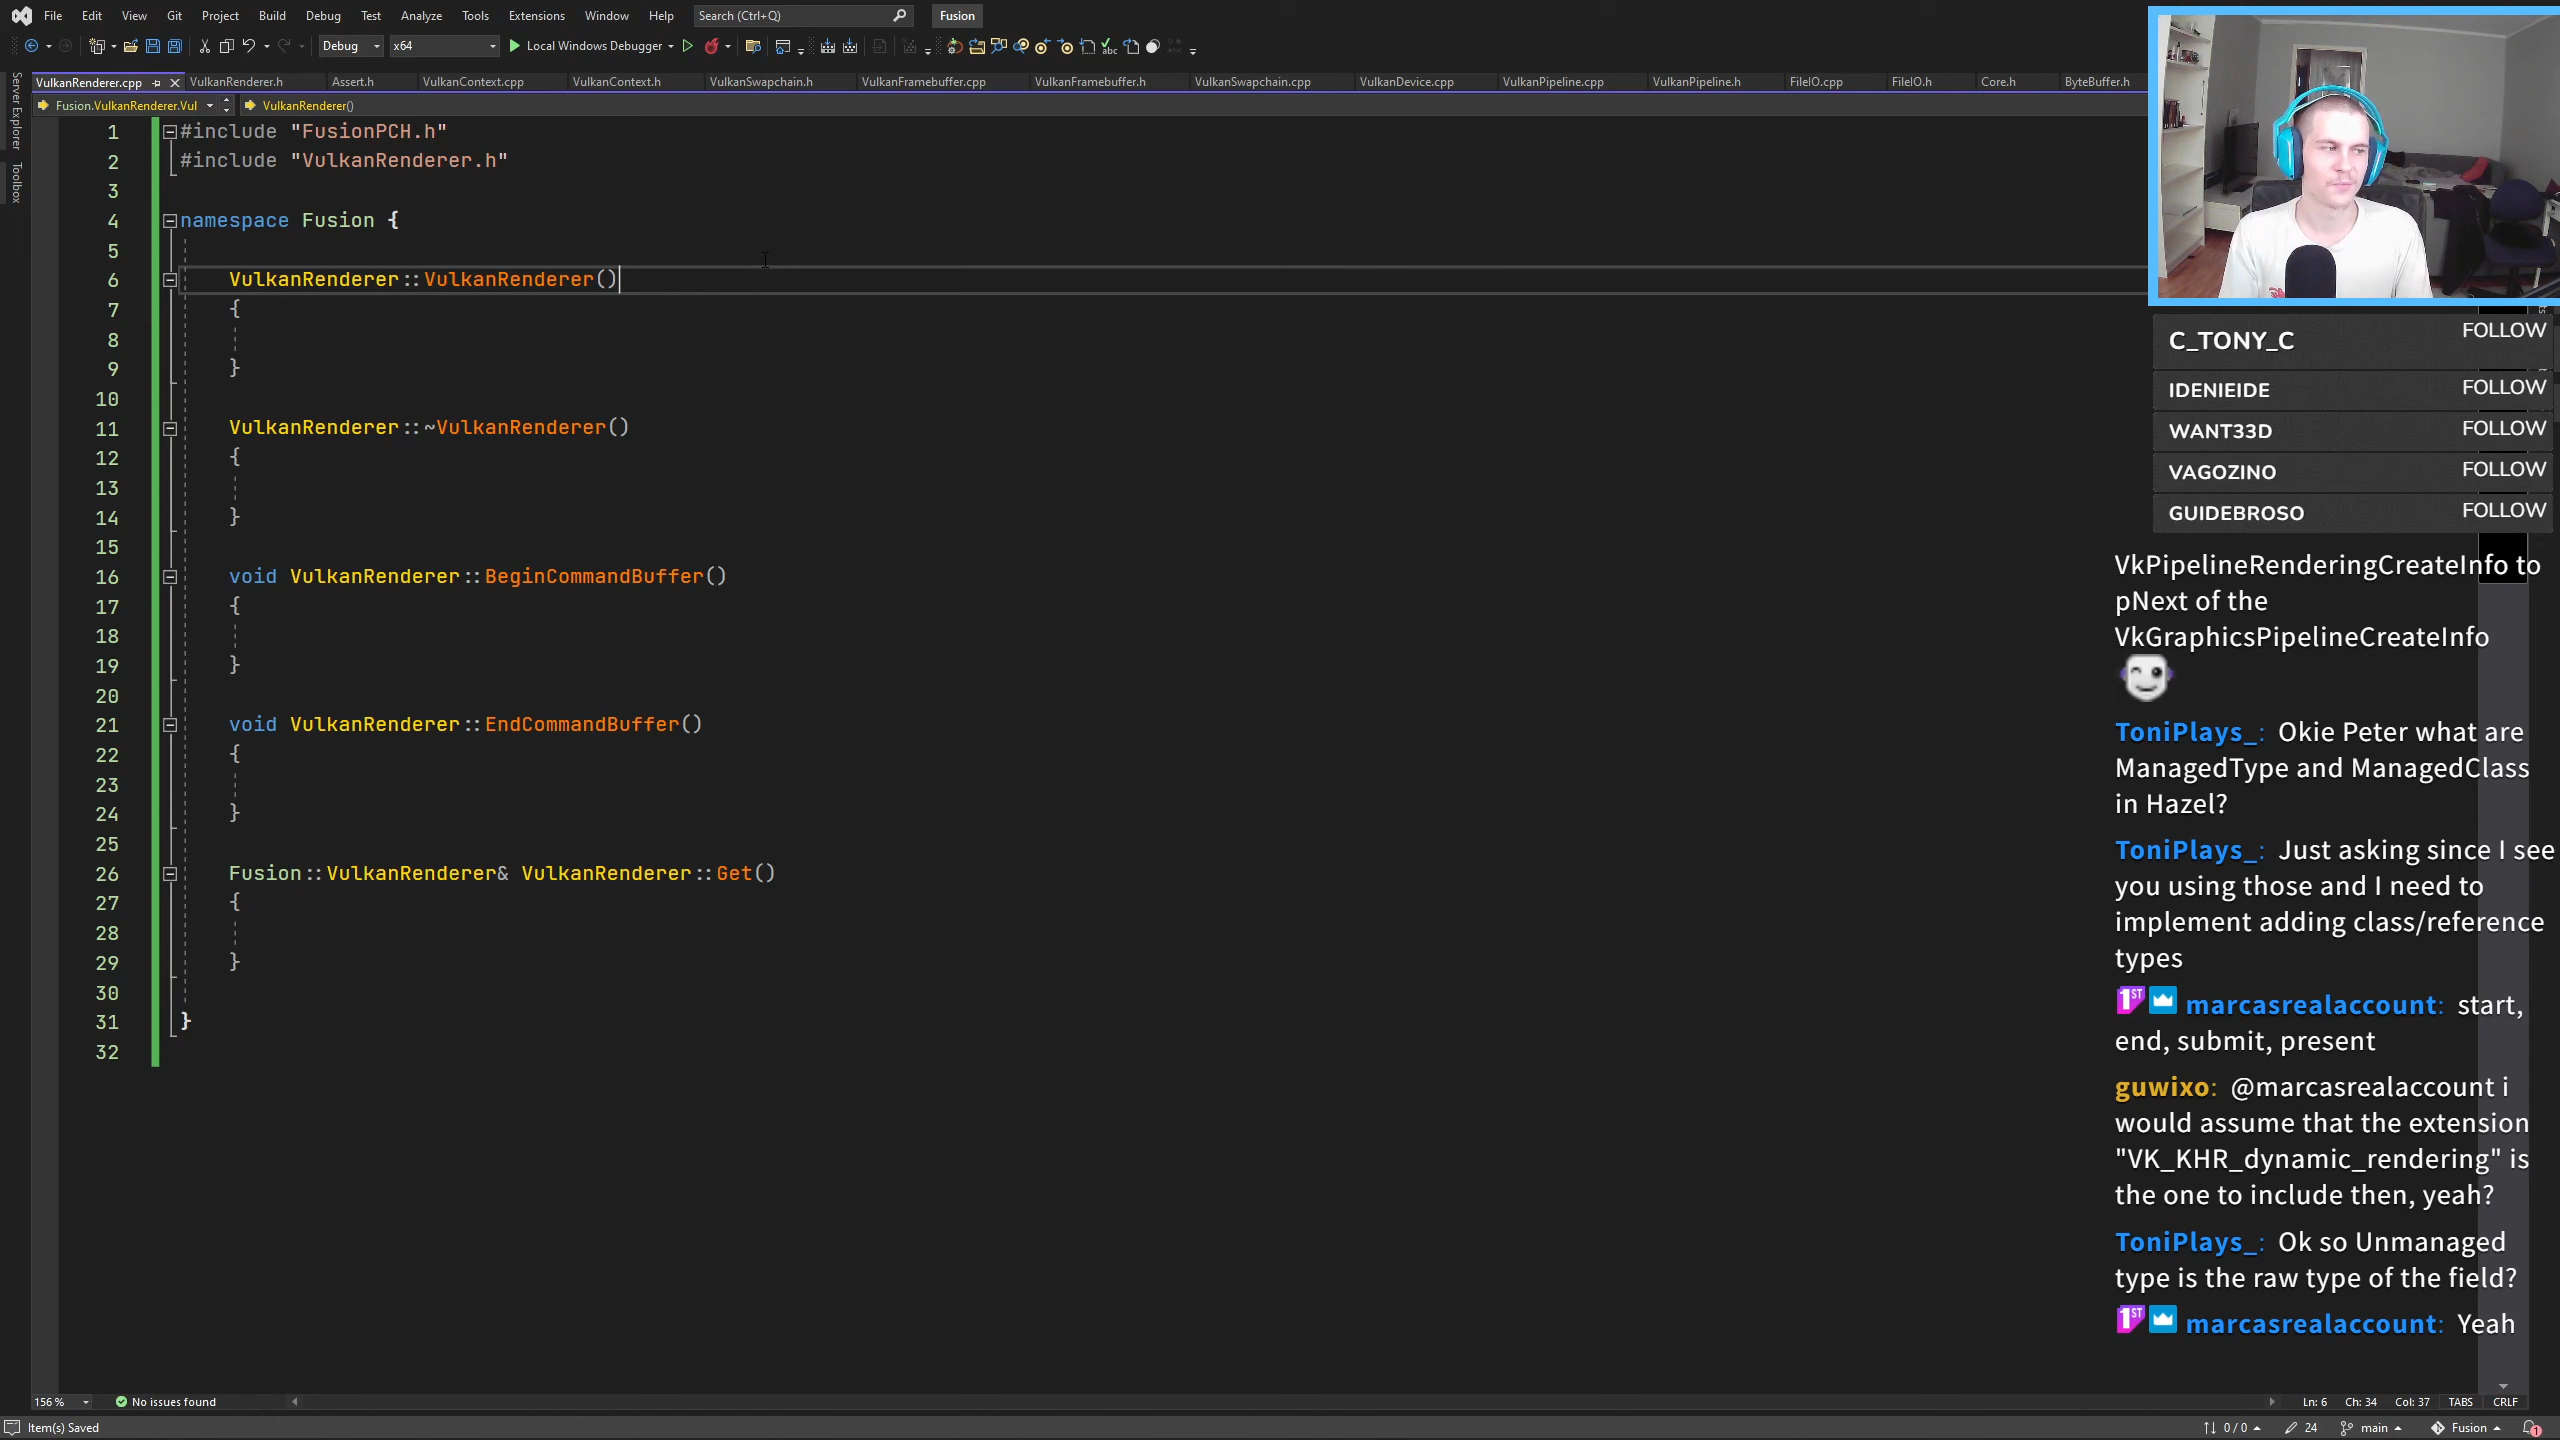 File Edit View Git Project Build Debug Test Analyze Tools Extensions Window Help Search (Ctrl+Q) Fusion
Debug x64 Local Windows Debugger
VulkanRenderer.cpp VulkanRenderer.h Assert.h VulkanContext.cpp VulkanContext.h VulkanSwapchain.h VulkanFramebuffer.cpp VulkanFramebuffer.h VulkanSwapchain.cpp VulkanDevice.cpp VulkanPipeline.cpp VulkanPipeline.h FileIO.cpp FileIO.h Core.h ByteBuffer.h
Fusion.VulkanRenderer.Vul VulkanRenderer()
Server Explorer
Toolbox
1 #include "FusionPCH.h"
2 #include "VulkanRenderer.h"
3
4 namespace Fusion {
5
6 VulkanRenderer::VulkanRenderer()
7 {
8
9 }
10
11 VulkanRenderer::~VulkanRenderer()
12 {
13
14 }
15
16 void VulkanRenderer::BeginCommandBuffer()
17 {
18
19 }
20
21 void VulkanRenderer::EndCommandBuffer()
22 {
23
24 }
25
26 Fusion::VulkanRenderer& VulkanRenderer::Get()
27 {
28
29 }
30
31 }
32
C_TONY_C FOLLOW
IDENIEIDE FOLLOW
WANT33D FOLLOW
VAGOZINO FOLLOW
GUIDEBROSO FOLLOW
VkPipelineRenderingCreateInfo to
pNext of the
VkGraphicsPipelineCreateInfo
ToniPlays_: Okie Peter what are
ManagedType and ManagedClass
in Hazel?
ToniPlays_: Just asking since I see
you using those and I need to
implement adding class/reference
types
1ST marcasrealaccount: start,
end, submit, present
guwixo: @marcasrealaccount i
would assume that the extension
"VK_KHR_dynamic_rendering" is
the one to include then, yeah?
ToniPlays_: Ok so Unmanaged
type is the raw type of the field?
1ST marcasrealaccount: Yeah
156 % No issues found Ln: 6 Ch: 34 Col: 37 TABS CRLF
Item(s) Saved 0 / 0 24 main Fusion 1